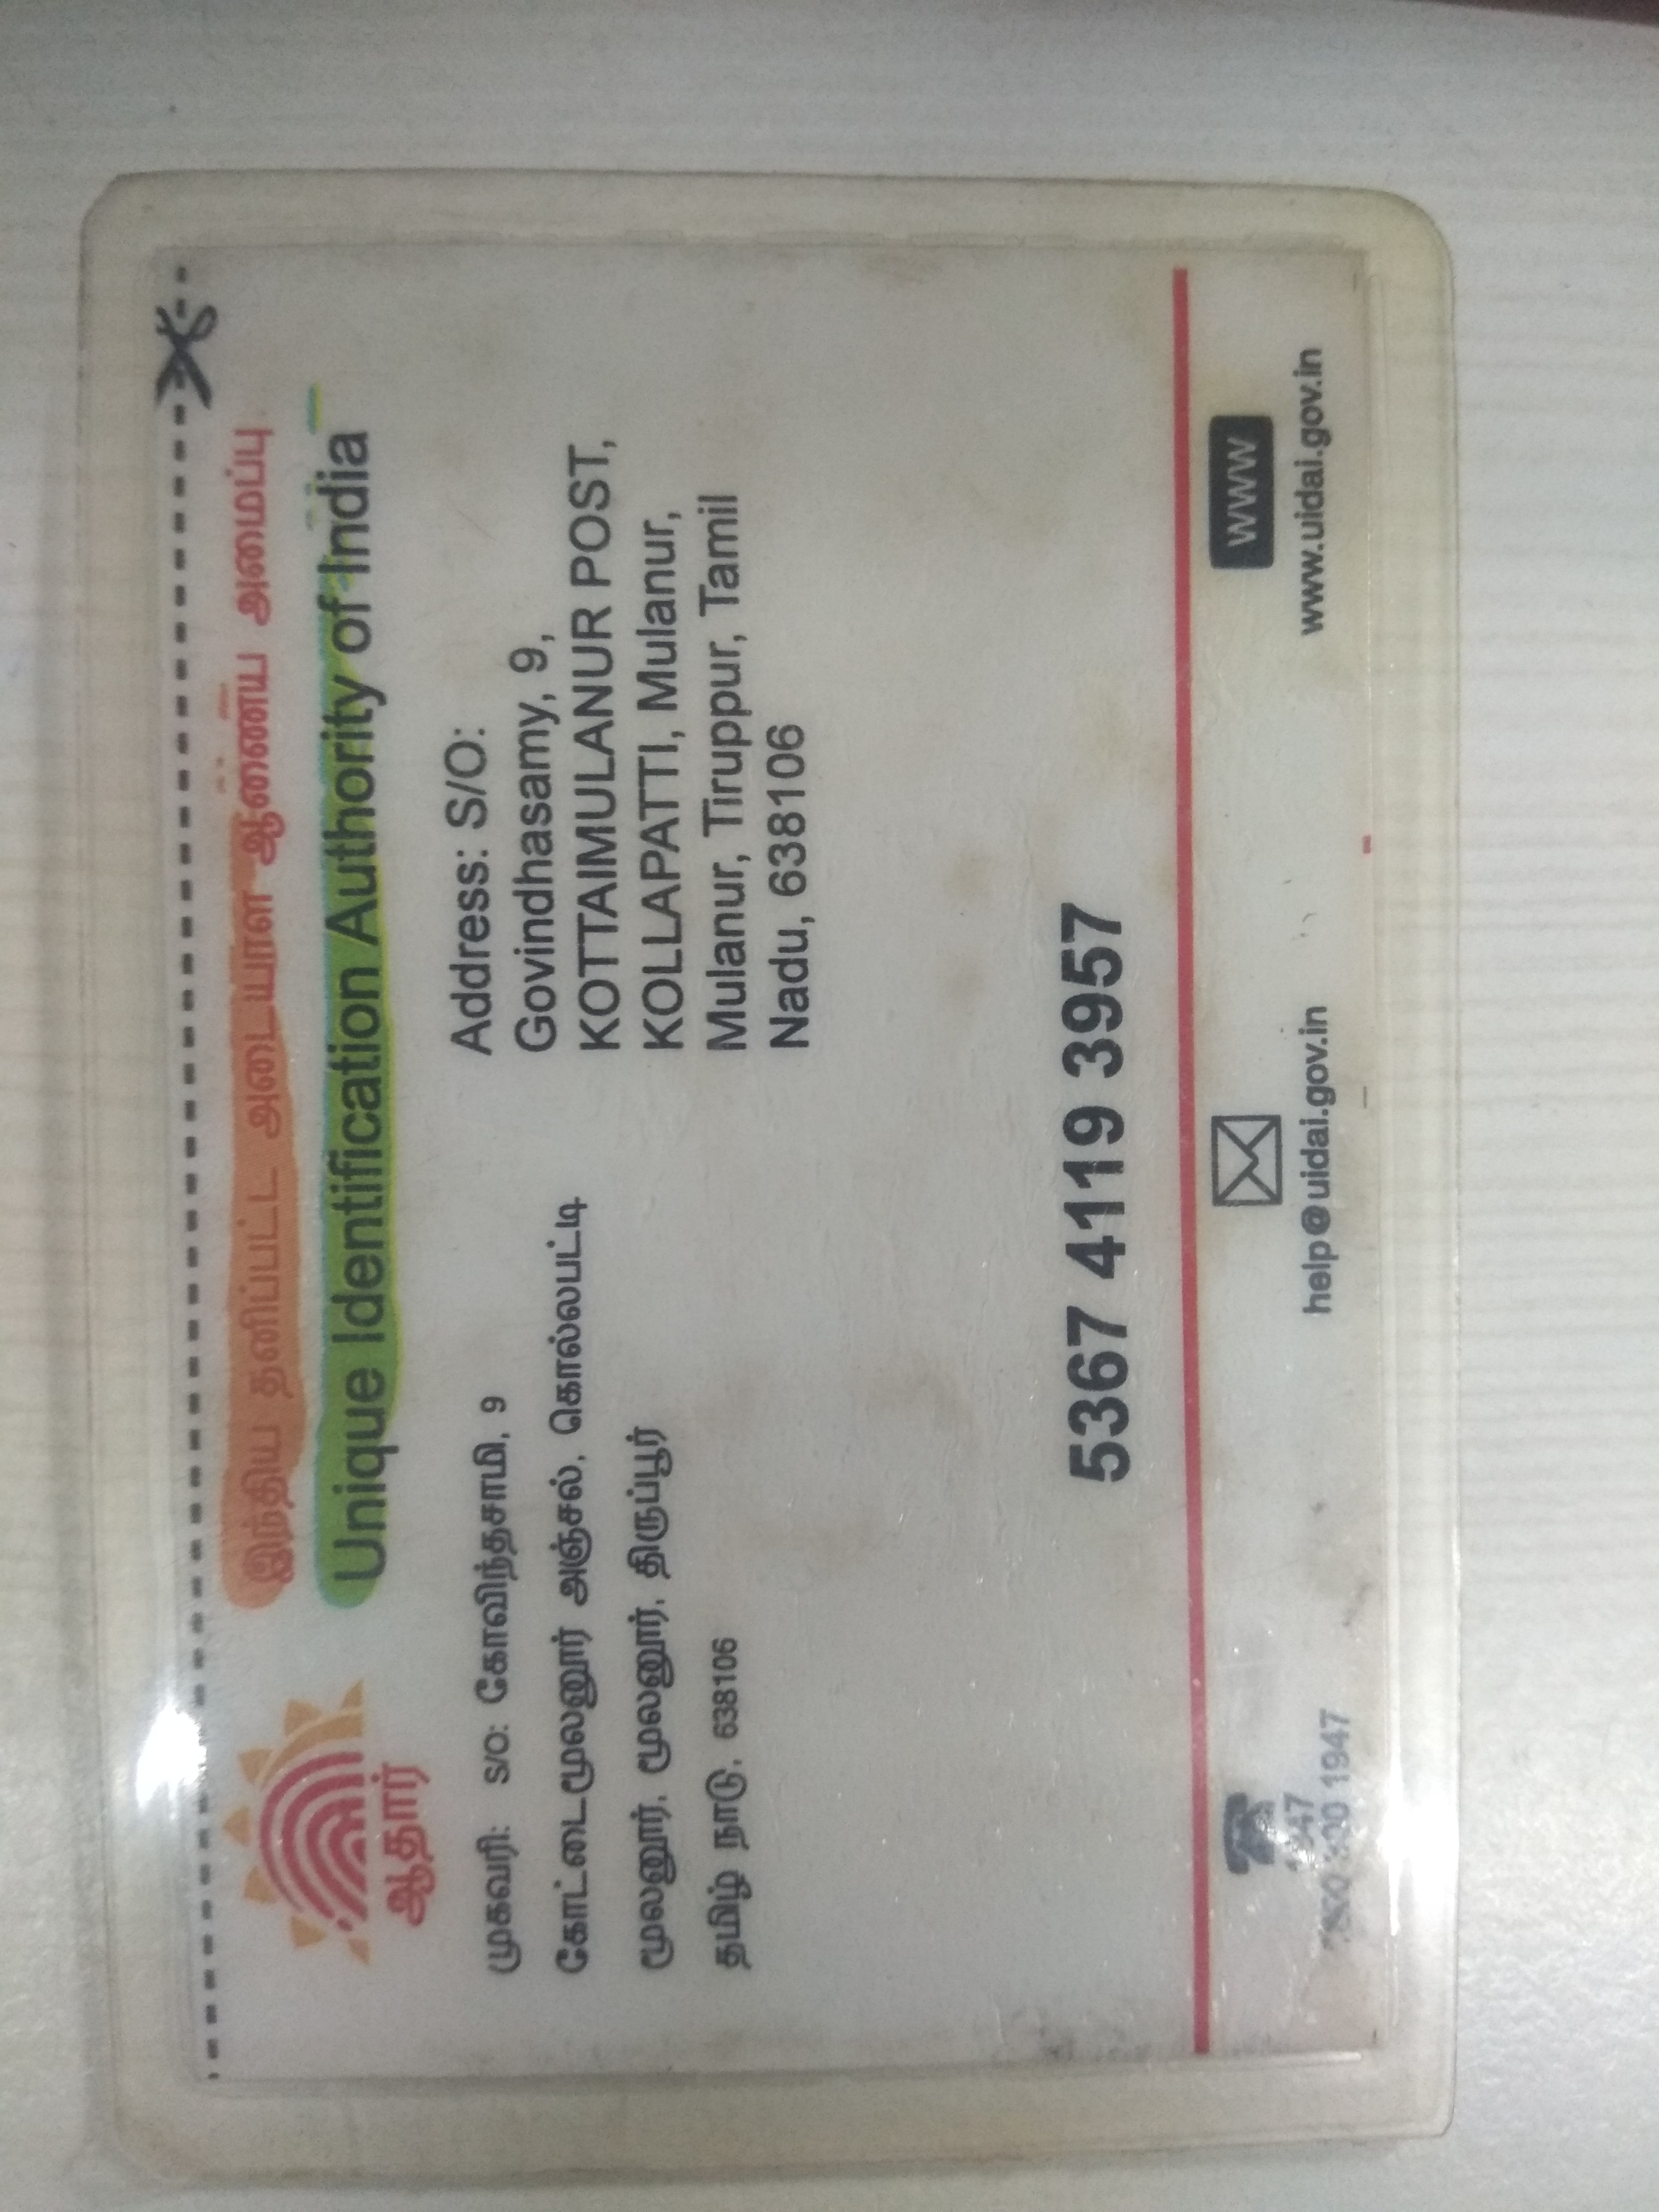 இந்திய தனிப்பட்ட அடையாள ஆணைய அமைப்பு
Unique Identification Authority of India
ஆதார்
முகவரி: S/O: கோவிந்தசாமி, 9
கோட்டைமூலனூர் அஞ்சல், கொல்லபட்டி
மூலனூர், மூலனூர், திருப்பூர்
தமிழ் நாடு, 638106
Address: S/O:
Govindhasamy, 9,
KOTTAIMULANUR POST,
KOLLAPATTI, Mulanur,
Mulanur, Tiruppur, Tamil
Nadu, 638106
5367 4119 3957
1947
1947
help@uidai.gov.in
WWW
www.uidai.gov.in